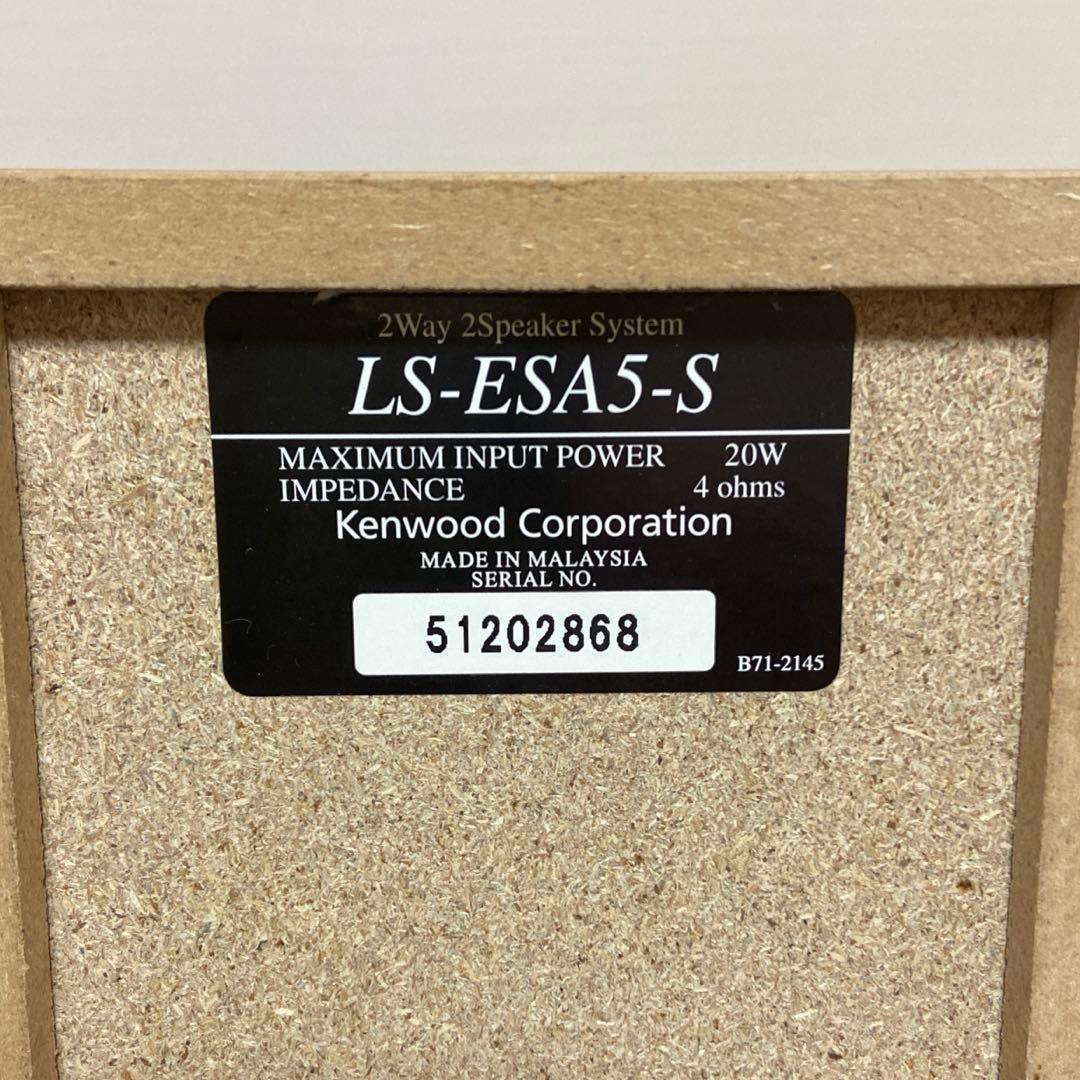 2Way 2Speaker System
LS-ESA5-S
MAXIMUM INPUT POWER 20W
IMPEDANCE 4 ohms
Kenwood Corporation
MADE IN MALAYSIA
SERIAL NO.
51202868
B71-2145